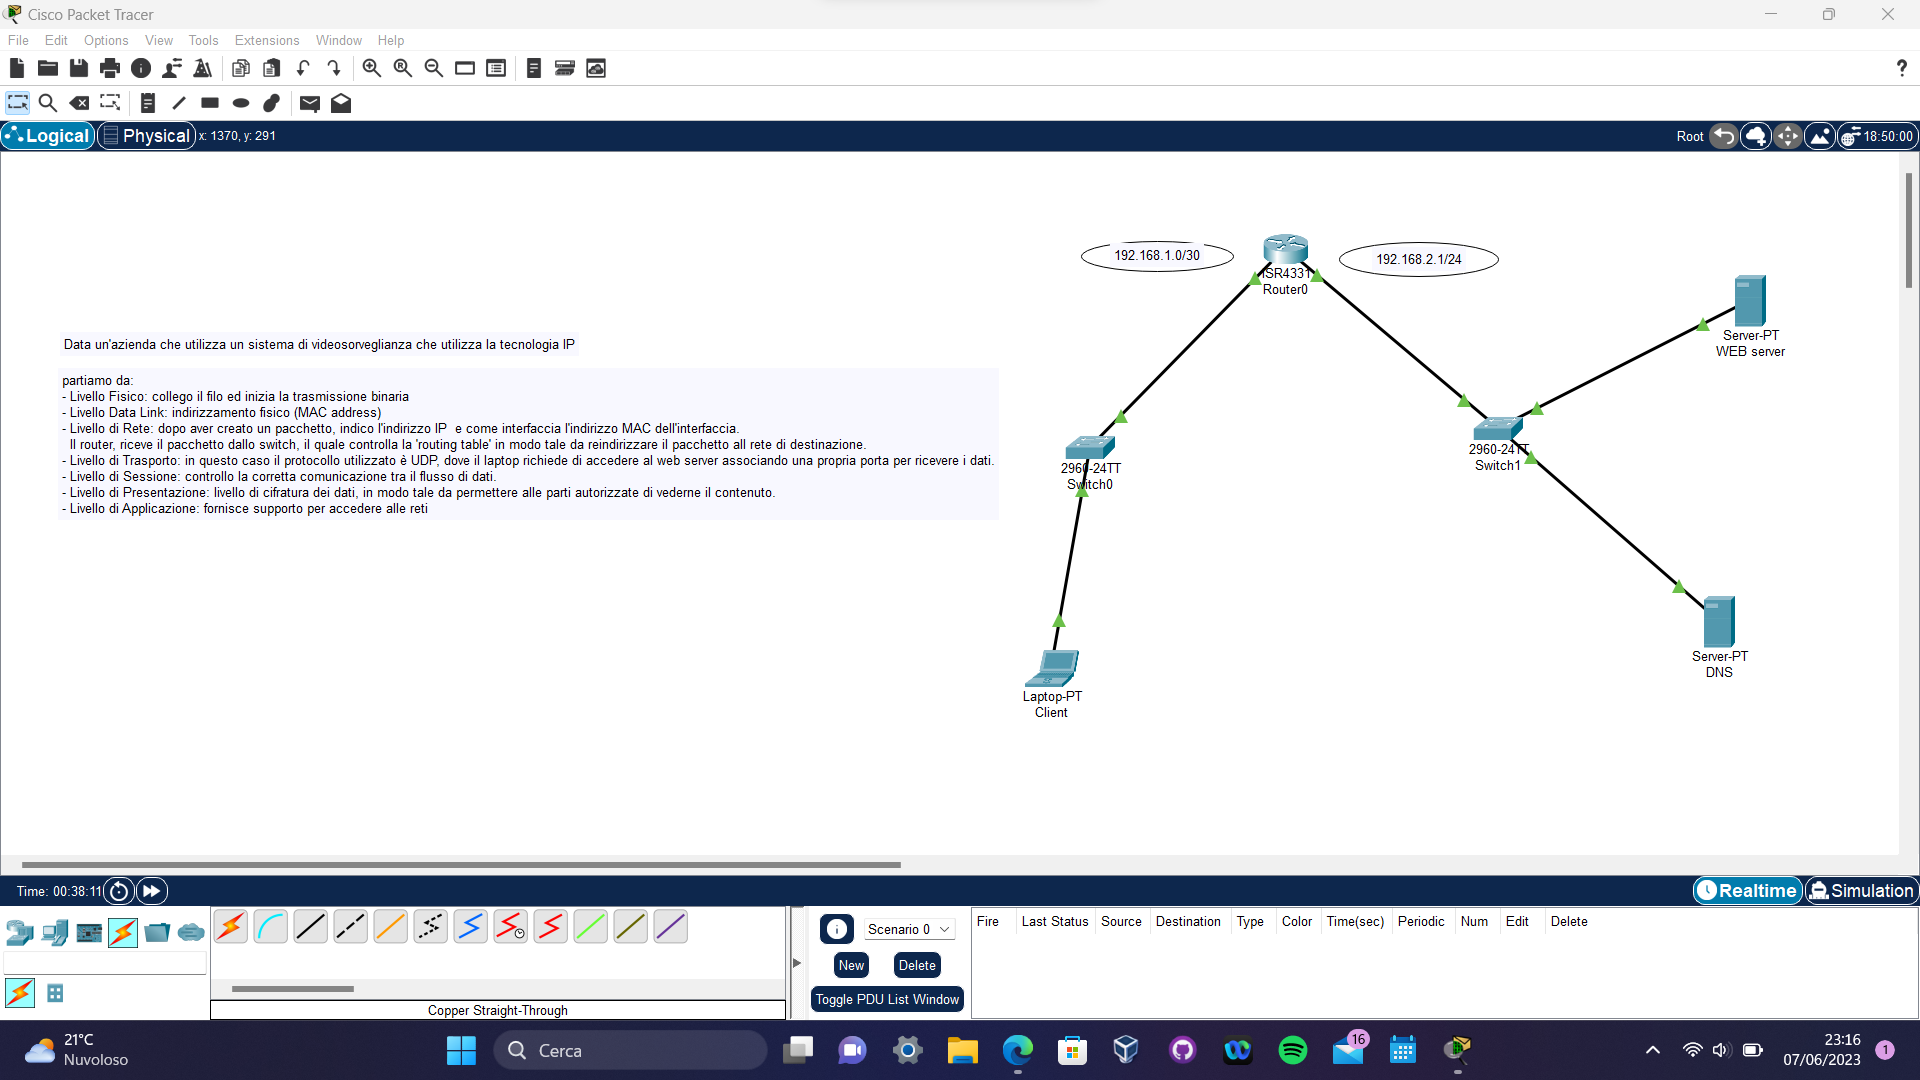 Cisco Packet Tracer
File Edit Options View Tools Extensions Window Help
?
Logical Physical x: 1370, y: 291 Root 18:50:00
192.168.1.0/30
192.168.2.1/24
ISR4331
Router0
Server-PT
WEB server
Data un'azienda che utilizza un sistema di videosorveglianza che utilizza la tecnologia IP
partiamo da:
- Livello Fisico: collego il filo ed inizia la trasmissione binaria
- Livello Data Link: indirizzamento fisico (MAC address)
- Livello di Rete: dopo aver creato un pacchetto, indico l'indirizzo IP e come interfaccia l'indirizzo MAC dell'interfaccia.
Il router, riceve il pacchetto dallo switch, il quale controlla la 'routing table' in modo tale da reindirizzare il pacchetto all rete di destinazione.
- Livello di Trasporto: in questo caso il protocollo utilizzato è UDP, dove il laptop richiede di accedere al web server associando una propria porta per ricevere i dati.
- Livello di Sessione: controllo la corretta comunicazione tra il flusso di dati.
- Livello di Presentazione: livello di cifratura dei dati, in modo tale da permettere alle parti autorizzate di vederne il contenuto.
- Livello di Applicazione: fornisce supporto per accedere alle reti
2960-24TT
Switch0
2960-24TT
Switch1
Server-PT
DNS
Laptop-PT
Client
Time: 00:38:11 Realtime Simulation
Scenario 0
New Delete
Toggle PDU List Window
Fire Last Status Source Destination Type Color Time(sec) Periodic Num Edit Delete
Copper Straight-Through
21°C
Nuvoloso
Cerca
16
23:16
07/06/2023
1